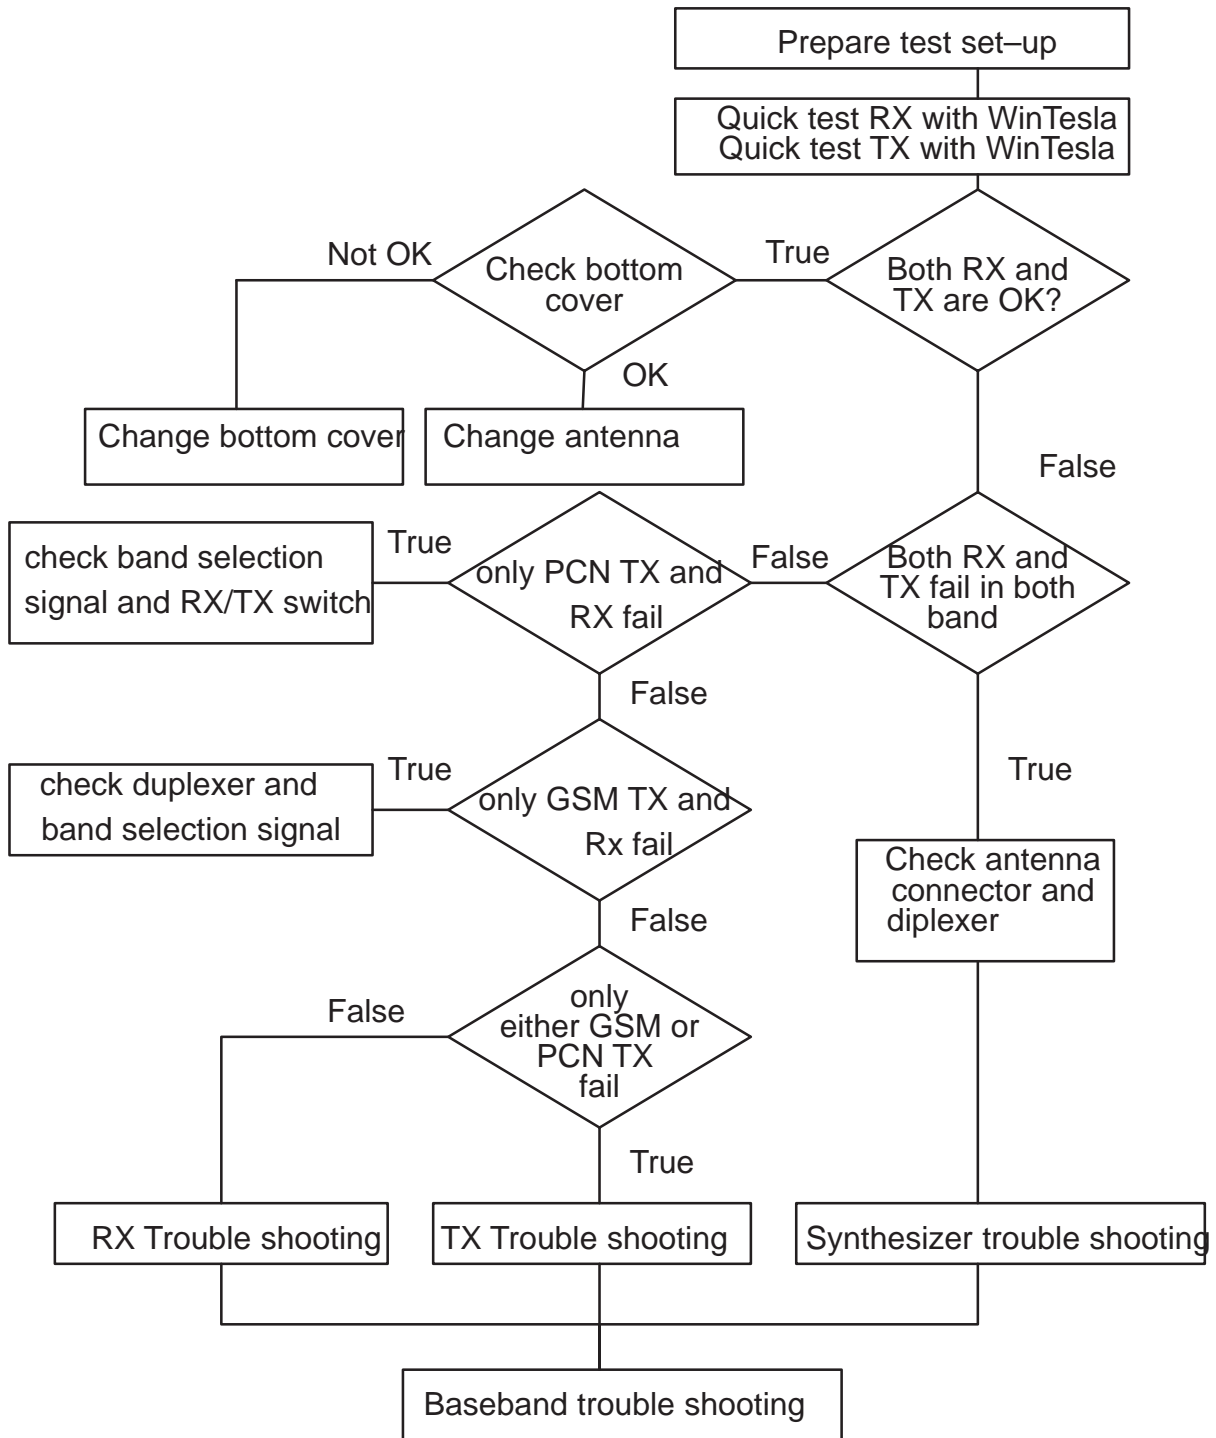 Prepare test set–up
Quick test RX with WinTesla
Quick test TX with WinTesla
Not OK
Check bottom
cover
True
Both RX and
TX are OK?
OK
Change bottom cover
Change antenna
False
check band selection
signal and RX/TX switch
True
only PCN TX and
RX fail
False
Both RX and
TX fail in both
band
False
check duplexer and
band selection signal
True
only GSM TX and
Rx fail
True
Check antenna
connector and
diplexer
False
False
only
either GSM or
PCN TX
fail
True
RX Trouble shooting
TX Trouble shooting
Synthesizer trouble shooting
Baseband trouble shooting